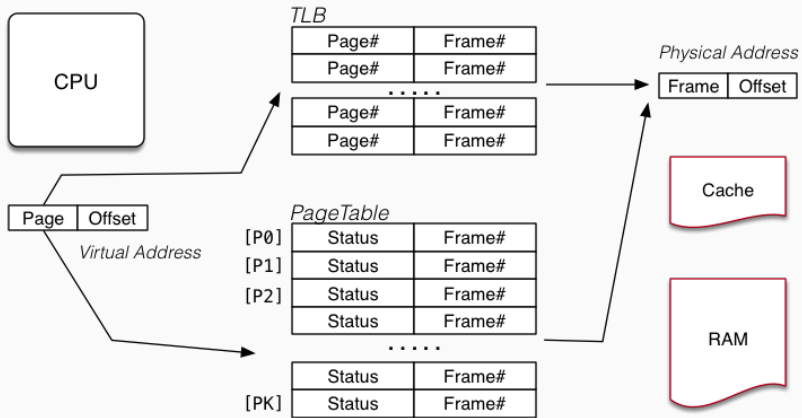 CPU
Page Offset
Virtual Address
TLB
Page# Frame#
Page# Frame#
.....
Page# Frame#
Page# Frame#
PageTable
[P0] Status Frame#
[P1] Status Frame#
[P2] Status Frame#
Status Frame#
.....
Status Frame#
[PK] Status Frame#
Physical Address
Frame Offset
Cache
RAM